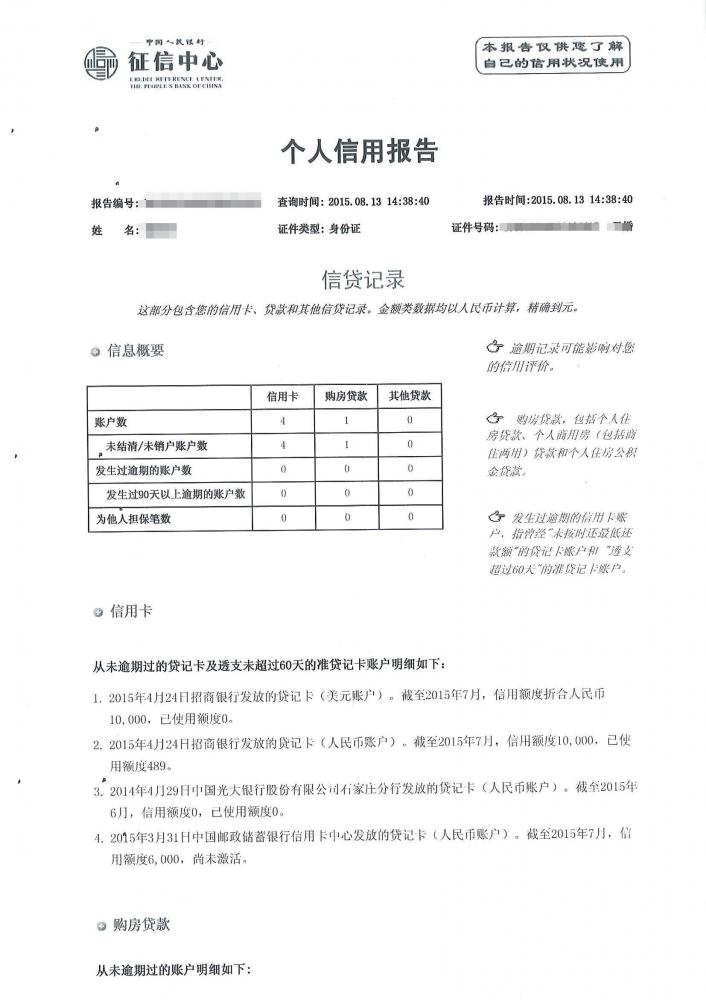 中国人民银行
征信中心
CREDIT REFERENCE CENTER,
THE PEOPLE'S BANK OF CHINA
本报告仅供您了解
自己的信用状况使用
个人信用报告
报告编号: 查询时间: 2015.08.13 14:38:40 报告时间:2015.08.13 14:38:40
姓 名: 证件类型: 身份证 证件号码: 婚
信贷记录
这部分包含您的信用卡、贷款和其他信贷记录。金额类数据均以人民币计算，精确到元。
信息概要
信用卡 购房贷款 其他贷款
账户数 4 1 0
未结清/未销户账户数 4 1 0
发生过逾期的账户数 0 0 0
发生过90天以上逾期的账户数 0 0 0
为他人担保笔数 0 0 0
逾期记录可能影响对您
的信用评价。
购房贷款，包括个人住
房贷款、个人商用房（包括商
住两用）贷款和个人住房公积
金贷款。
发生过逾期的信用卡账
户，指曾经"未按时还最低还
款额"的贷记卡账户和"透支
超过60天"的准贷记卡账户。
信用卡
从未逾期过的贷记卡及透支未超过60天的准贷记卡账户明细如下:
1. 2015年4月24日招商银行发放的贷记卡（美元账户）。截至2015年7月，信用额度折合人民币
10,000，已使用额度0。
2. 2015年4月24日招商银行发放的贷记卡（人民币账户）。截至2015年7月，信用额度10,000，已使
用额度489。
3. 2014年4月29日中国光大银行股份有限公司石家庄分行发放的贷记卡（人民币账户）。截至2015年
6月，信用额度0，已使用额度0。
4. 2015年3月31日中国邮政储蓄银行信用卡中心发放的贷记卡（人民币账户）。截至2015年7月，信
用额度6,000，尚未激活。
购房贷款
从未逾期过的账户明细如下: